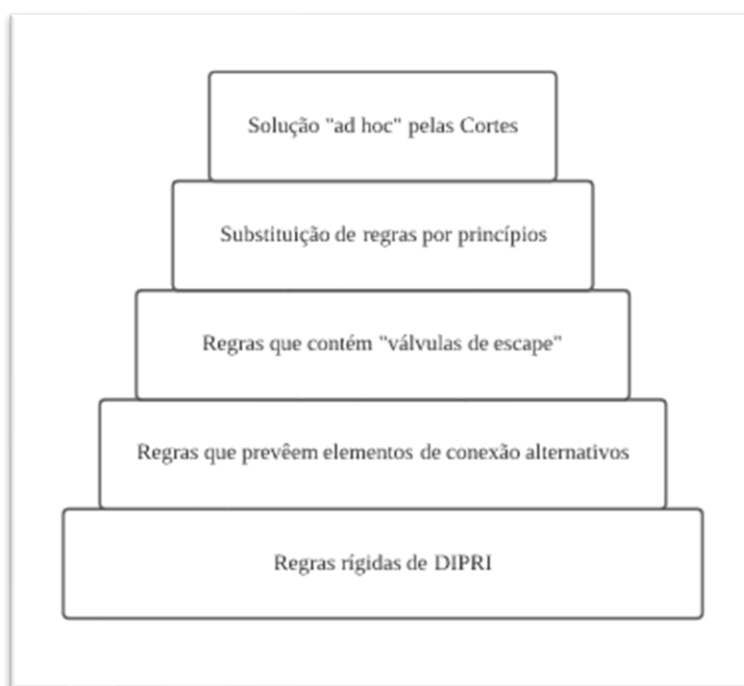 Solução "ad hoc" pelas Cortes
Substituição de regras por princípios
Regras que contém "válvulas de escape"
Regras que prevêem elementos de conexão alternativos
Regras rígidas de DIPRI